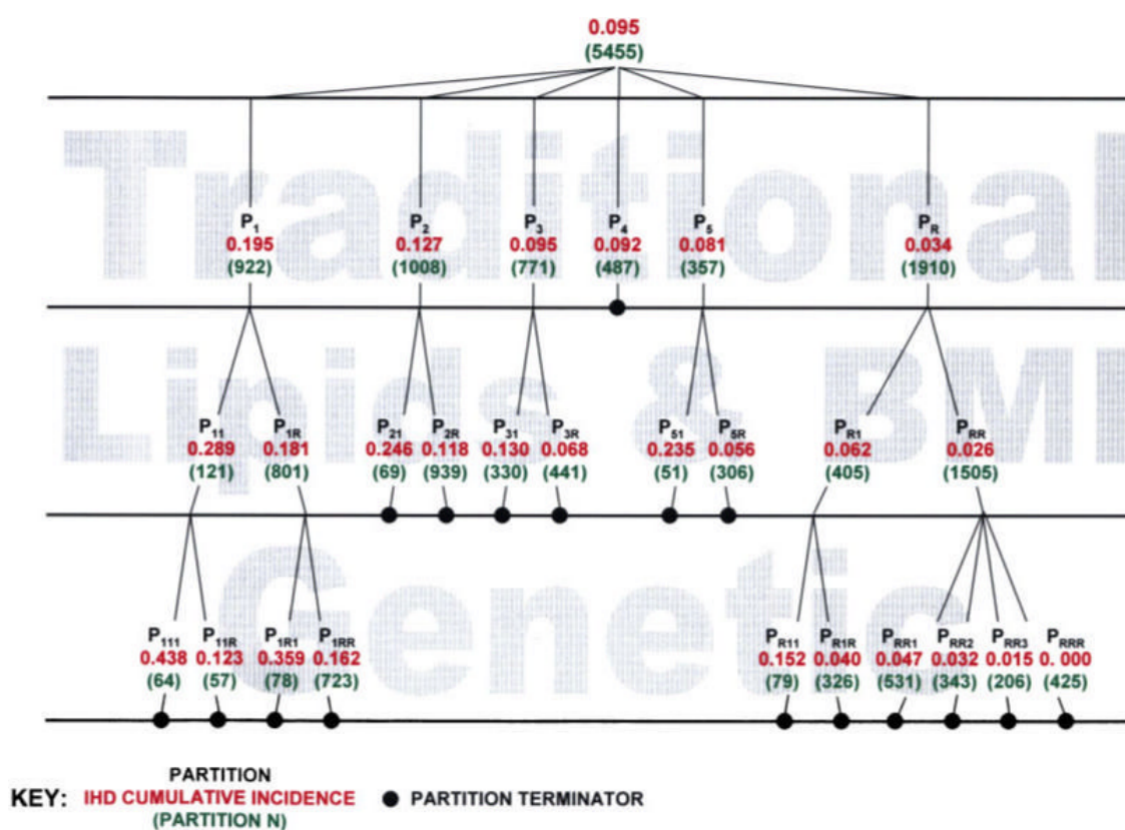 0.095
(5455)
Traditional
P1 P2 P3 P4 P5 PR
0.195 0.127 0.095 0.092 0.081 0.034
(922) (1008) (771) (487) (357) (1910)
Lipids & BMI
P11 P1R P21 P2R P31 P3R P51 P5R PR1 PRR
0.289 0.181 0.246 0.118 0.130 0.068 0.235 0.056 0.062 0.026
(121) (801) (69) (939) (330) (441) (51) (306) (405) (1505)
Genetic
P111 P11R P1R1 P1RR PR11 PR1R PRR1 PRR2 PRR3 PRRR
0.438 0.123 0.359 0.162 0.152 0.040 0.047 0.032 0.015 0. 000
(64) (57) (78) (723) (79) (326) (531) (343) (206) (425)
PARTITION
KEY: IHD CUMULATIVE INCIDENCE ● PARTITION TERMINATOR
(PARTITION N)